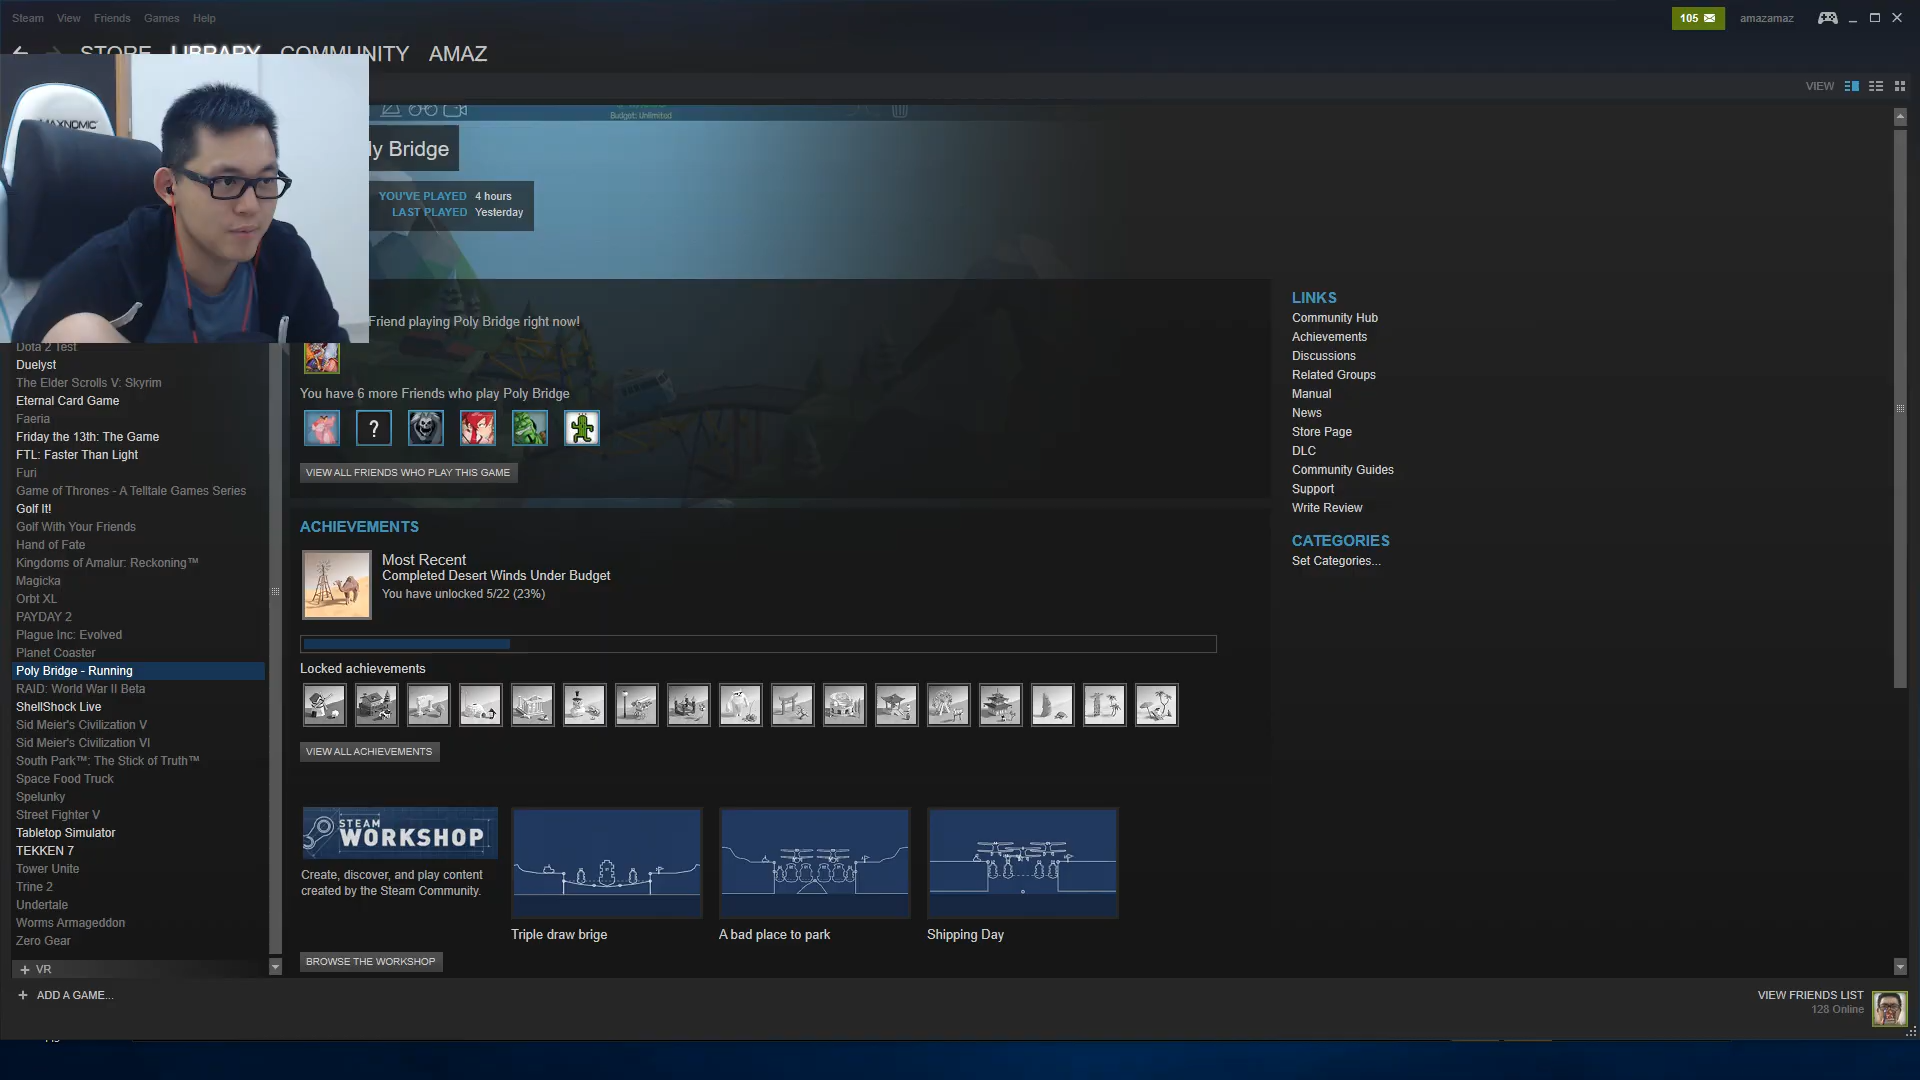 Steam View Friends Games Help
105
amazamaz
STORE LIBRARY COMMUNITY AMAZ
VIEW
MAXNOMIC
Budget: Unlimited
ly Bridge
YOU'VE PLAYED 4 hours
LAST PLAYED Yesterday
Friend playing Poly Bridge right now!
You have 6 more Friends who play Poly Bridge
?
VIEW ALL FRIENDS WHO PLAY THIS GAME
ACHIEVEMENTS
Most Recent
Completed Desert Winds Under Budget
You have unlocked 5/22 (23%)
Locked achievements
VIEW ALL ACHIEVEMENTS
STEAM
WORKSHOP
Create, discover, and play content
created by the Steam Community.
Triple draw brige
A bad place to park
Shipping Day
BROWSE THE WORKSHOP
LINKS
Community Hub
Achievements
Discussions
Related Groups
Manual
News
Store Page
DLC
Community Guides
Support
Write Review
CATEGORIES
Set Categories...
Dota 2 Test
Duelyst
The Elder Scrolls V: Skyrim
Eternal Card Game
Faeria
Friday the 13th: The Game
FTL: Faster Than Light
Furi
Game of Thrones - A Telltale Games Series
Golf It!
Golf With Your Friends
Hand of Fate
Kingdoms of Amalur: Reckoning™
Magicka
Orbt XL
PAYDAY 2
Plague Inc: Evolved
Planet Coaster
Poly Bridge - Running
RAID: World War II Beta
ShellShock Live
Sid Meier's Civilization V
Sid Meier's Civilization VI
South Park™: The Stick of Truth™
Space Food Truck
Spelunky
Street Fighter V
Tabletop Simulator
TEKKEN 7
Tower Unite
Trine 2
Undertale
Worms Armageddon
Zero Gear
+ VR
+ ADD A GAME...
VIEW FRIENDS LIST
128 Online